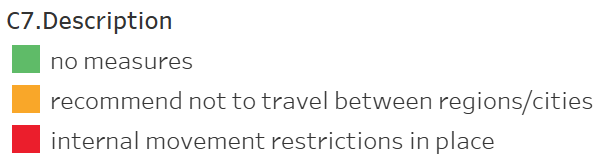 C7.Description
no measures
recommend not to travel between regions/cities
internal movement restrictions in place